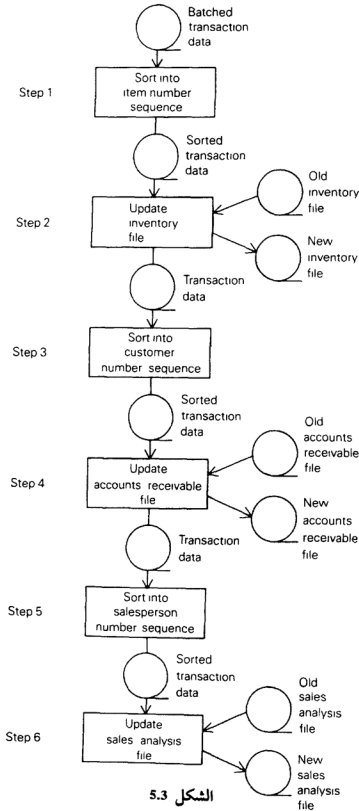 Batched
transaction
data
Step 1
Sort into
item number
sequence
Sorted
transaction
data
Old
inventory
file
Step 2
Update
inventory
file
New
inventory
file
Transaction
data
Step 3
Sort into
customer
number sequence
Sorted
transaction
data
Old
accounts
receivable
file
Step 4
Update
accounts receivable
file
New
accounts
receivable
file
Transaction
data
Step 5
Sort into
salesperson
number sequence
Sorted
transaction
data
Old
sales
analysis
file
Step 6
Update
sales analysis
file
New
sales
analysis
file
الشكل 5.3